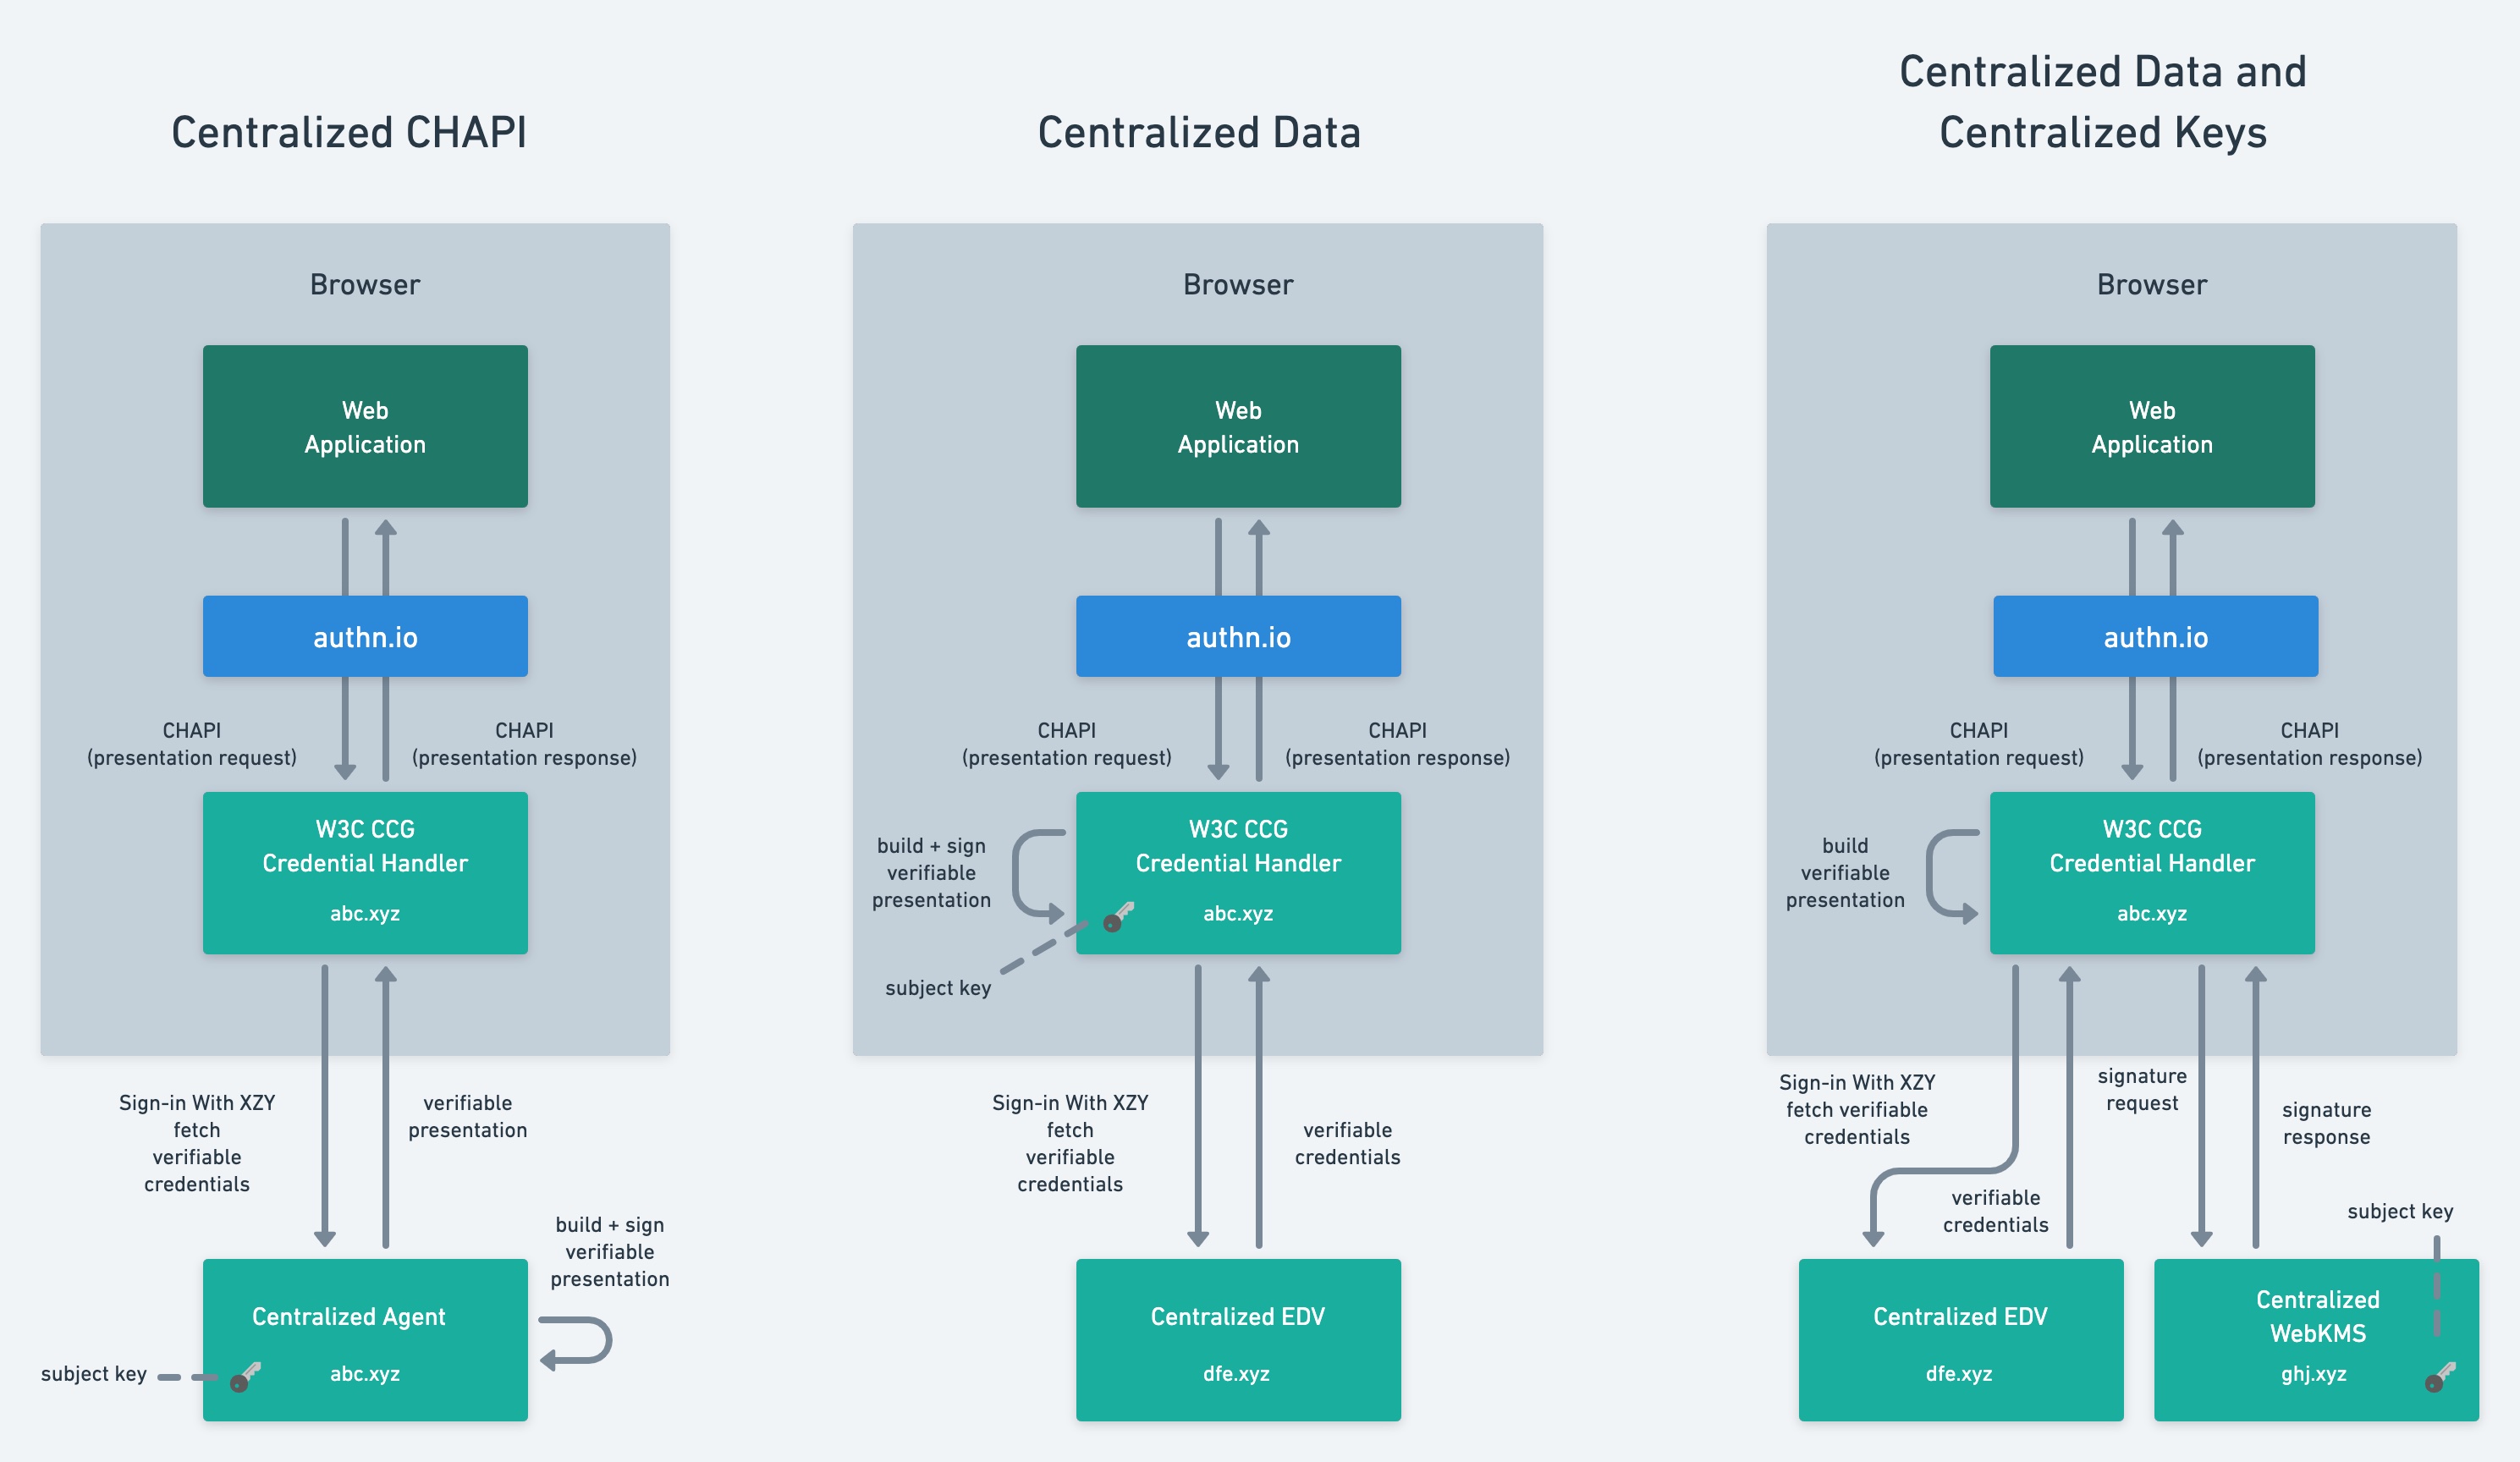 Centralized CHAPI
Browser
Web
Application
authn.io
CHAPI
(presentation request)
CHAPI
(presentation response)
W3C CCG
Credential Handler
abc.xyz
Sign-in With XZY
fetch
verifiable
credentials
verifiable
presentation
build + sign
verifiable
presentation
Centralized Agent
abc.xyz
subject key
Centralized Data
Browser
Web
Application
authn.io
CHAPI
(presentation request)
CHAPI
(presentation response)
build + sign
verifiable
presentation
W3C CCG
Credential Handler
abc.xyz
subject key
Sign-in With XZY
fetch
verifiable
credentials
verifiable
credentials
Centralized EDV
dfe.xyz
Centralized Data and
Centralized Keys
Browser
Web
Application
authn.io
CHAPI
(presentation request)
CHAPI
(presentation response)
build
verifiable
presentation
W3C CCG
Credential Handler
abc.xyz
Sign-in With XZY
fetch verifiable
credentials
signature
request
signature
response
verifiable
credentials
subject key
Centralized EDV
dfe.xyz
Centralized
WebKMS
ghj.xyz